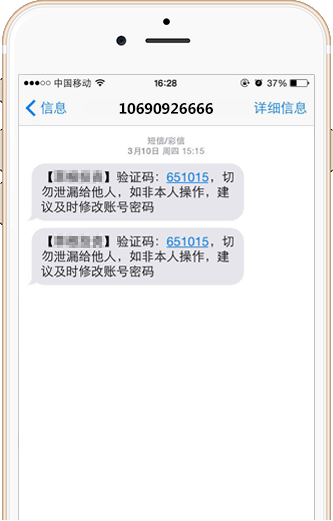 中国移动 16:28 37%
信息 10690926666 详细信息
短信/彩信
3月10日 周四 15:15
【】验证码：651015，切
勿泄漏给他人，如非本人操作，建
议及时修改账号密码
【】验证码：651015，切
勿泄漏给他人，如非本人操作，建
议及时修改账号密码